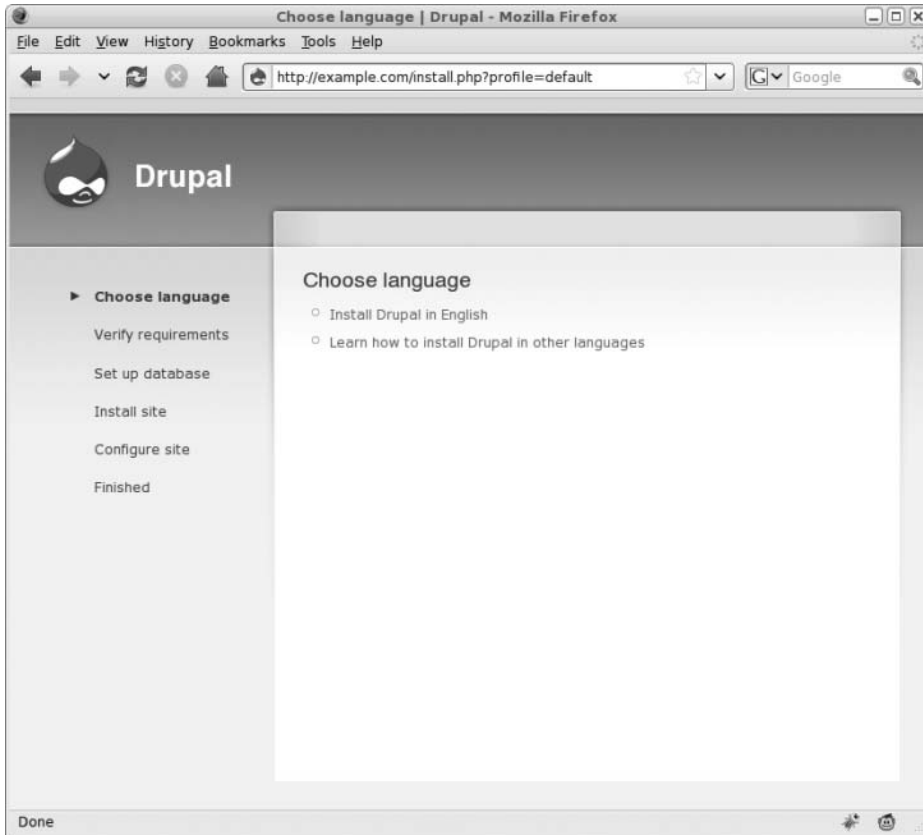 Choose language | Drupal - Mozilla Firefox
File Edit View History Bookmarks Tools Help
http://example.com/install.php?profile=default
G Google
Drupal
Choose language
Verify requirements
Set up database
Install site
Configure site
Finished
Choose language
Install Drupal in English
Learn how to install Drupal in other languages
Done